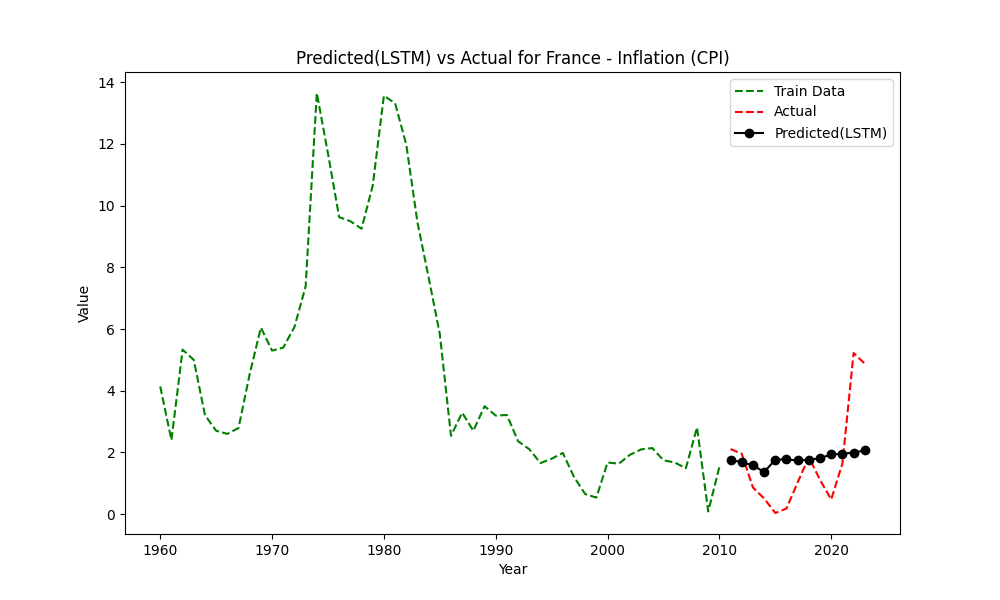 Predicted(LSTM) vs Actual for France - Inflation (CPI)
Train Data
Actual
Predicted(LSTM)
14
12
10
8
6
4
2
0
Value
1960
1970
1980
1990
2000
2010
2020
Year